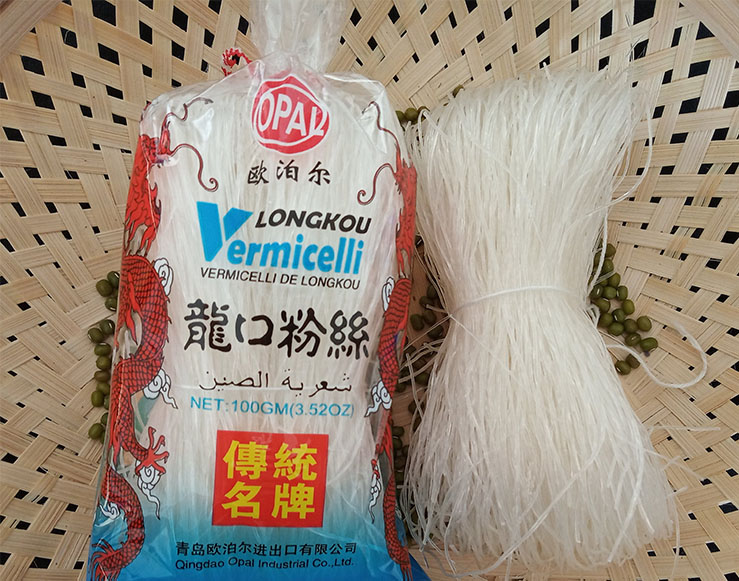 OPAL
欧泊尔
LONGKOU
Vermicelli
VERMICELLI DE LONGKOU
龍口粉絲
شعرية الصين
NET:100GM(3.52OZ)
傳統
名牌
青岛欧泊尔进出口有限公司
Qingdao Opal Industrial Co.,Ltd.